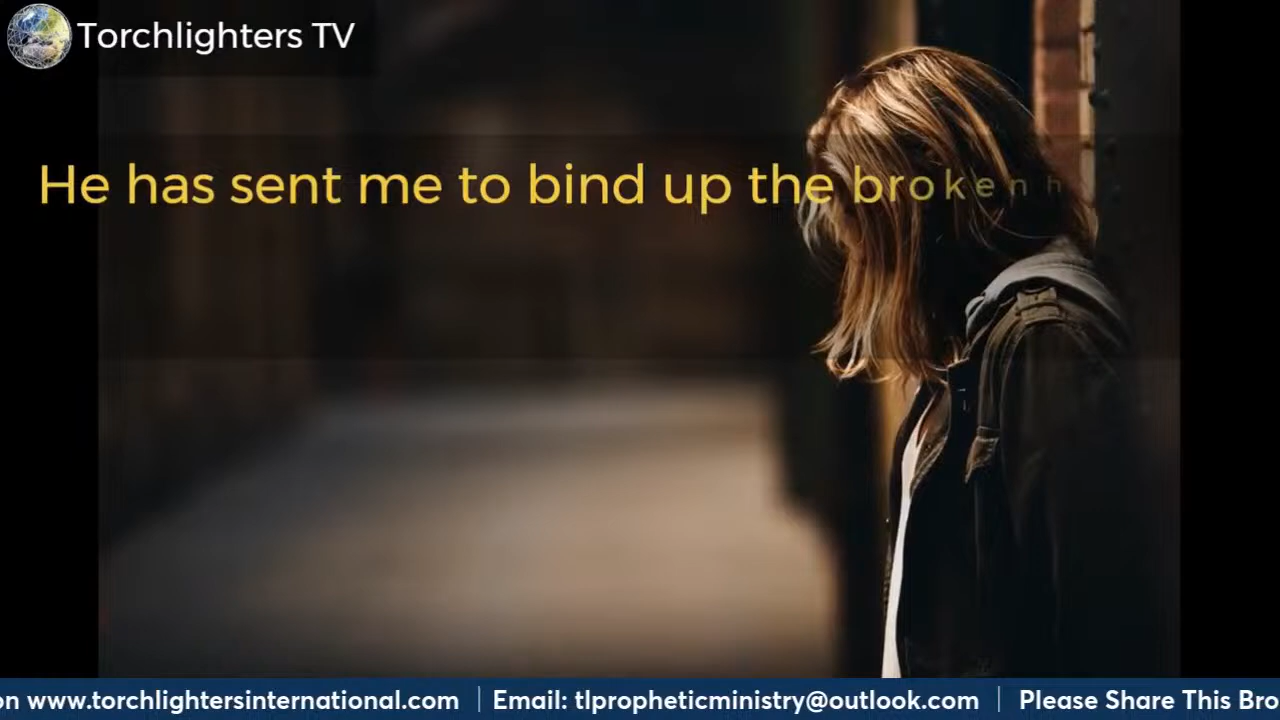 Torchlighters TV
He has sent me to bind up the broken h
on www.torchlightersinternational.com | Email: tlpropheticministry@outlook.com | Please Share This Bro